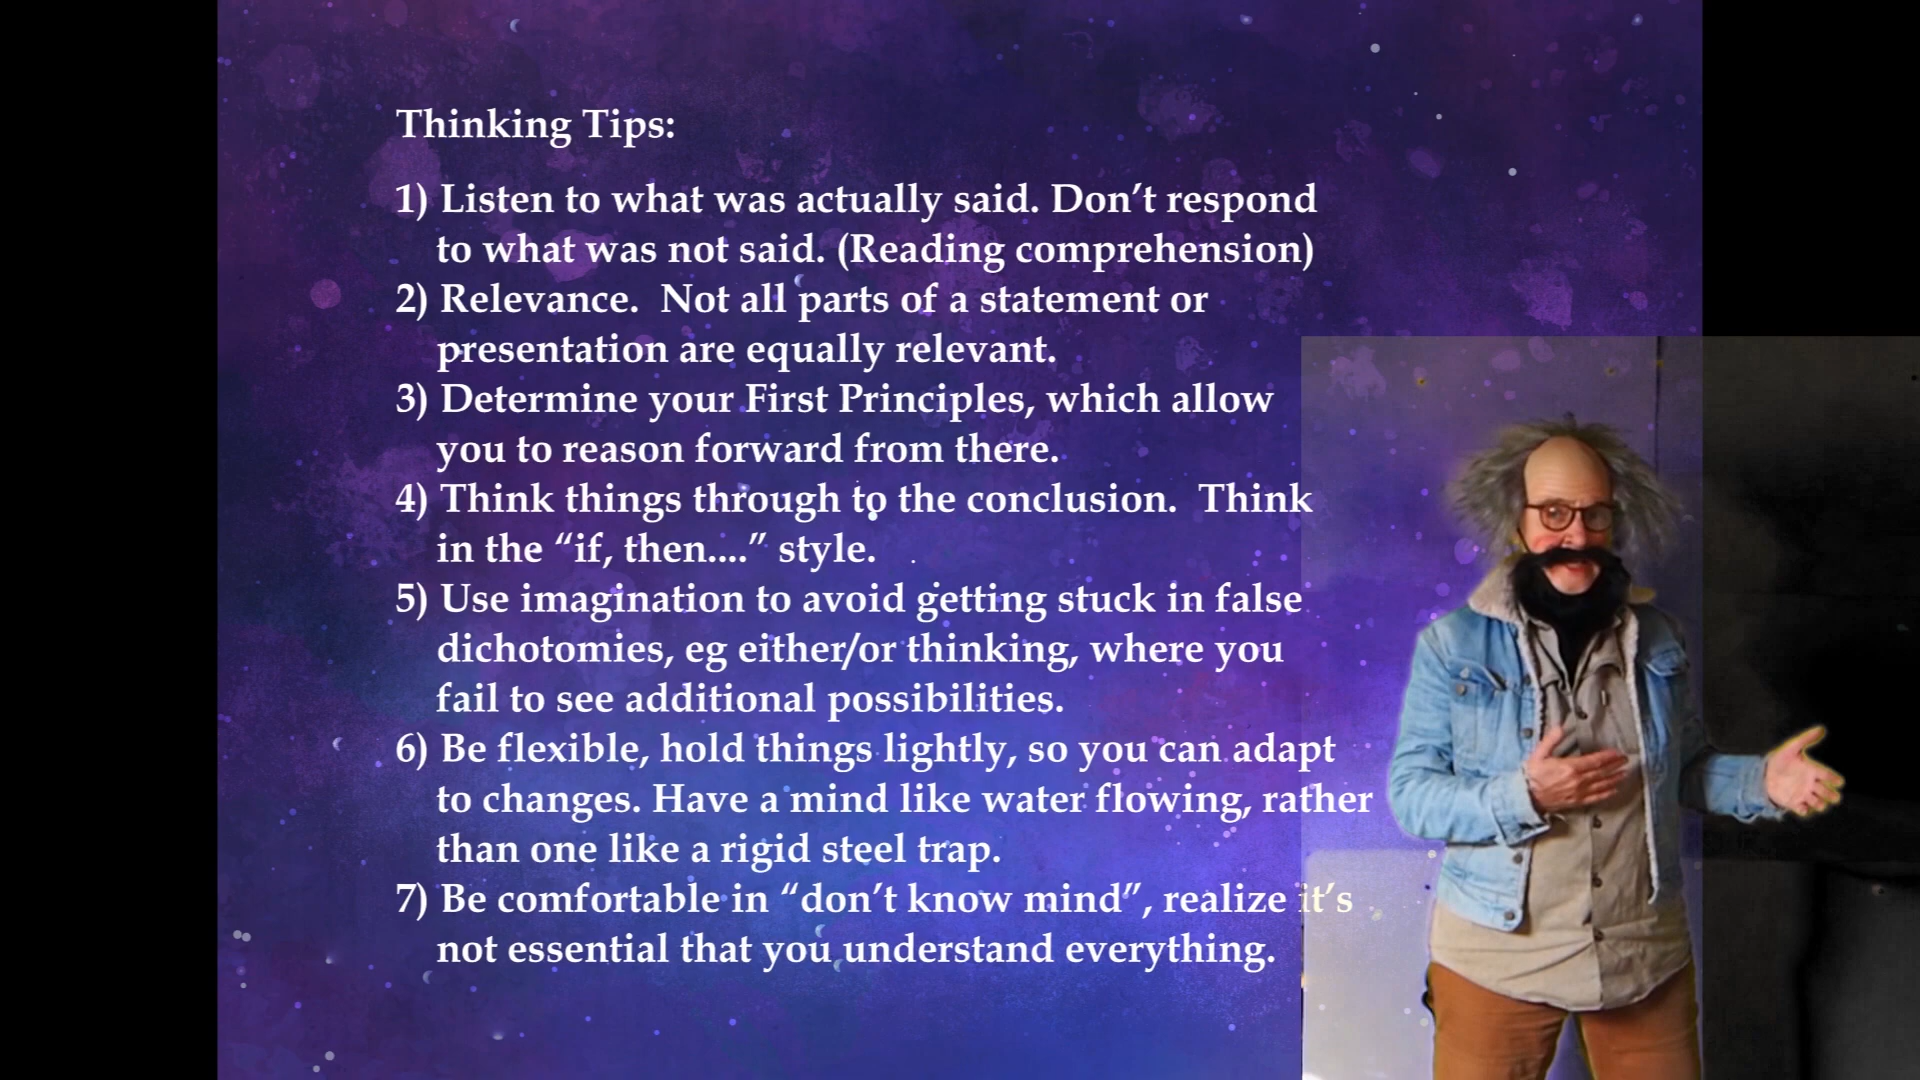 Thinking Tips:
1) Listen to what was actually said. Don’t respond
to what was not said. (Reading comprehension)
2) Relevance.  Not all parts of a statement or
presentation are equally relevant.
3) Determine your First Principles, which allow
you to reason forward from there.
4) Think things through to the conclusion.  Think
in the “if, then....” style.
5) Use imagination to avoid getting stuck in false
dichotomies, eg either/or thinking, where you
fail to see additional possibilities.
6) Be flexible, hold things lightly, so you can adapt
to changes. Have a mind like water flowing, rather
than one like a rigid steel trap.
7) Be comfortable in “don’t know mind”, realize it’s
not essential that you understand everything.